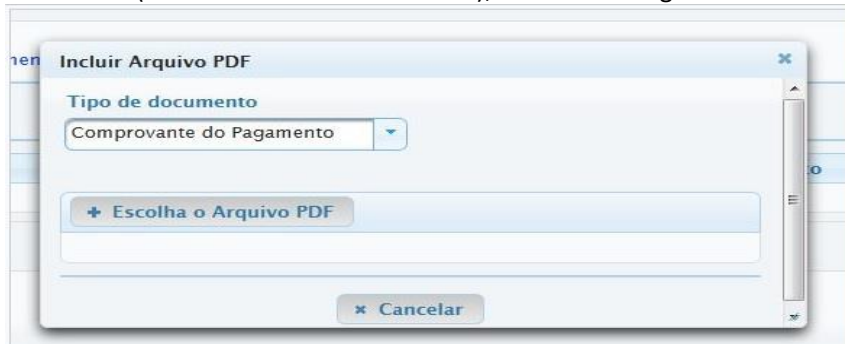 Incluir Arquivo PDF
Tipo de documento
Comprovante do Pagamento
+ Escolha o Arquivo PDF
Cancelar